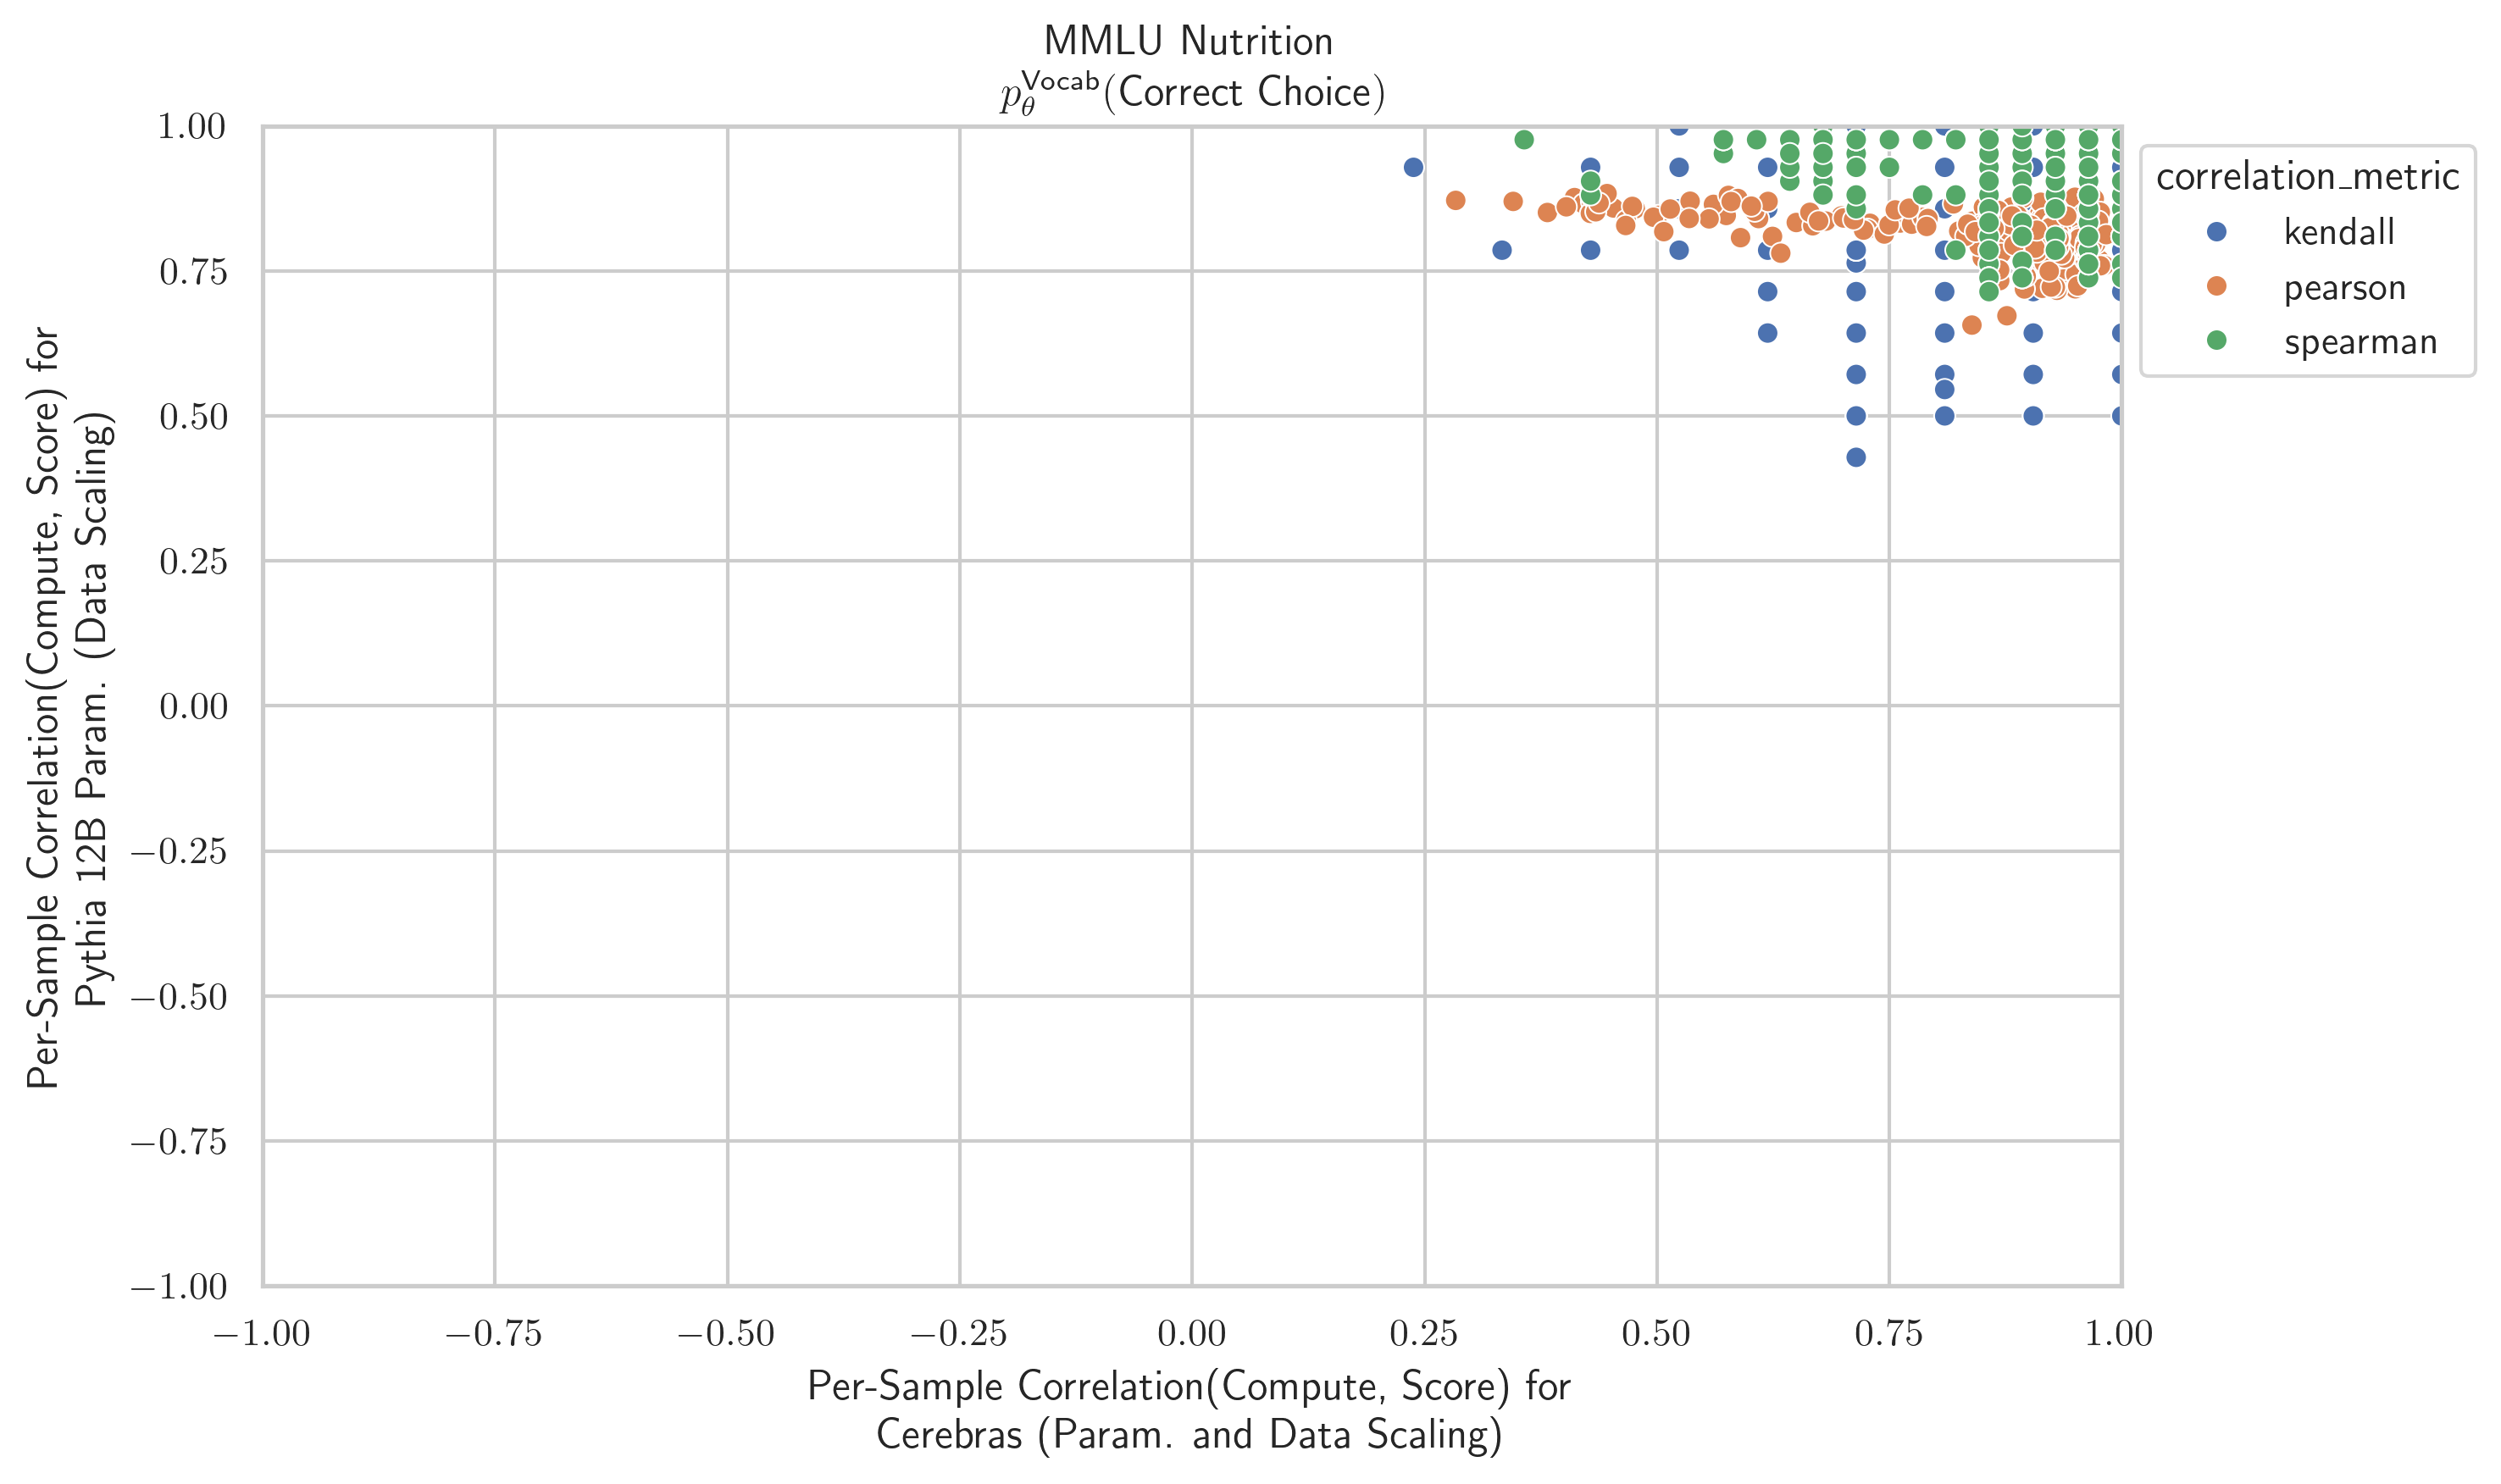 MMLU Nutrition
p_θ^Vocab(Correct Choice)
1.00
0.75
0.50
0.25
0.00
−0.25
−0.50
−0.75
−1.00
Per-Sample Correlation(Compute, Score) for
Pythia 12B Param. (Data Scaling)
−1.00
−0.75
−0.50
−0.25
0.00
0.25
0.50
0.75
1.00
Per-Sample Correlation(Compute, Score) for
Cerebras (Param. and Data Scaling)
correlation_metric
kendall
pearson
spearman